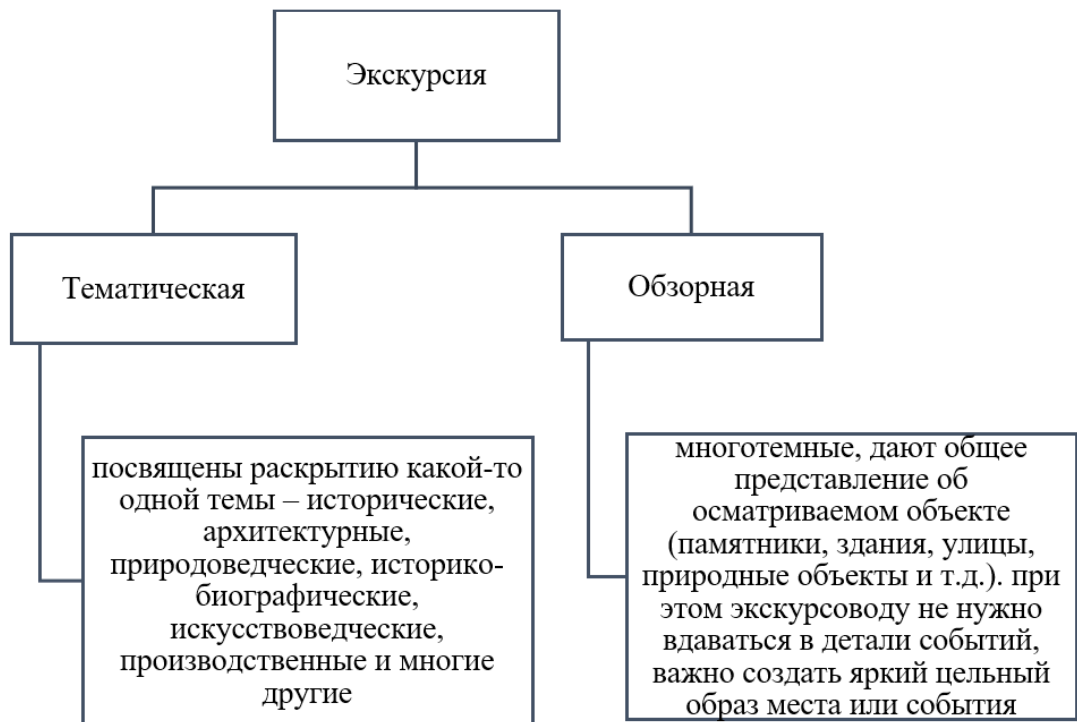 Экскурсия
Тематическая
Обзорная
посвящены раскрытию какой-то
одной темы – исторические,
архитектурные,
природоведческие, историко-
биографические,
искусствоведческие,
производственные и многие
другие
многотемные, дают общее
представление об
осматриваемом объекте
(памятники, здания, улицы,
природные объекты и т.д.). при
этом экскурсоводу не нужно
вдаваться в детали событий,
важно создать яркий цельный
образ места или события